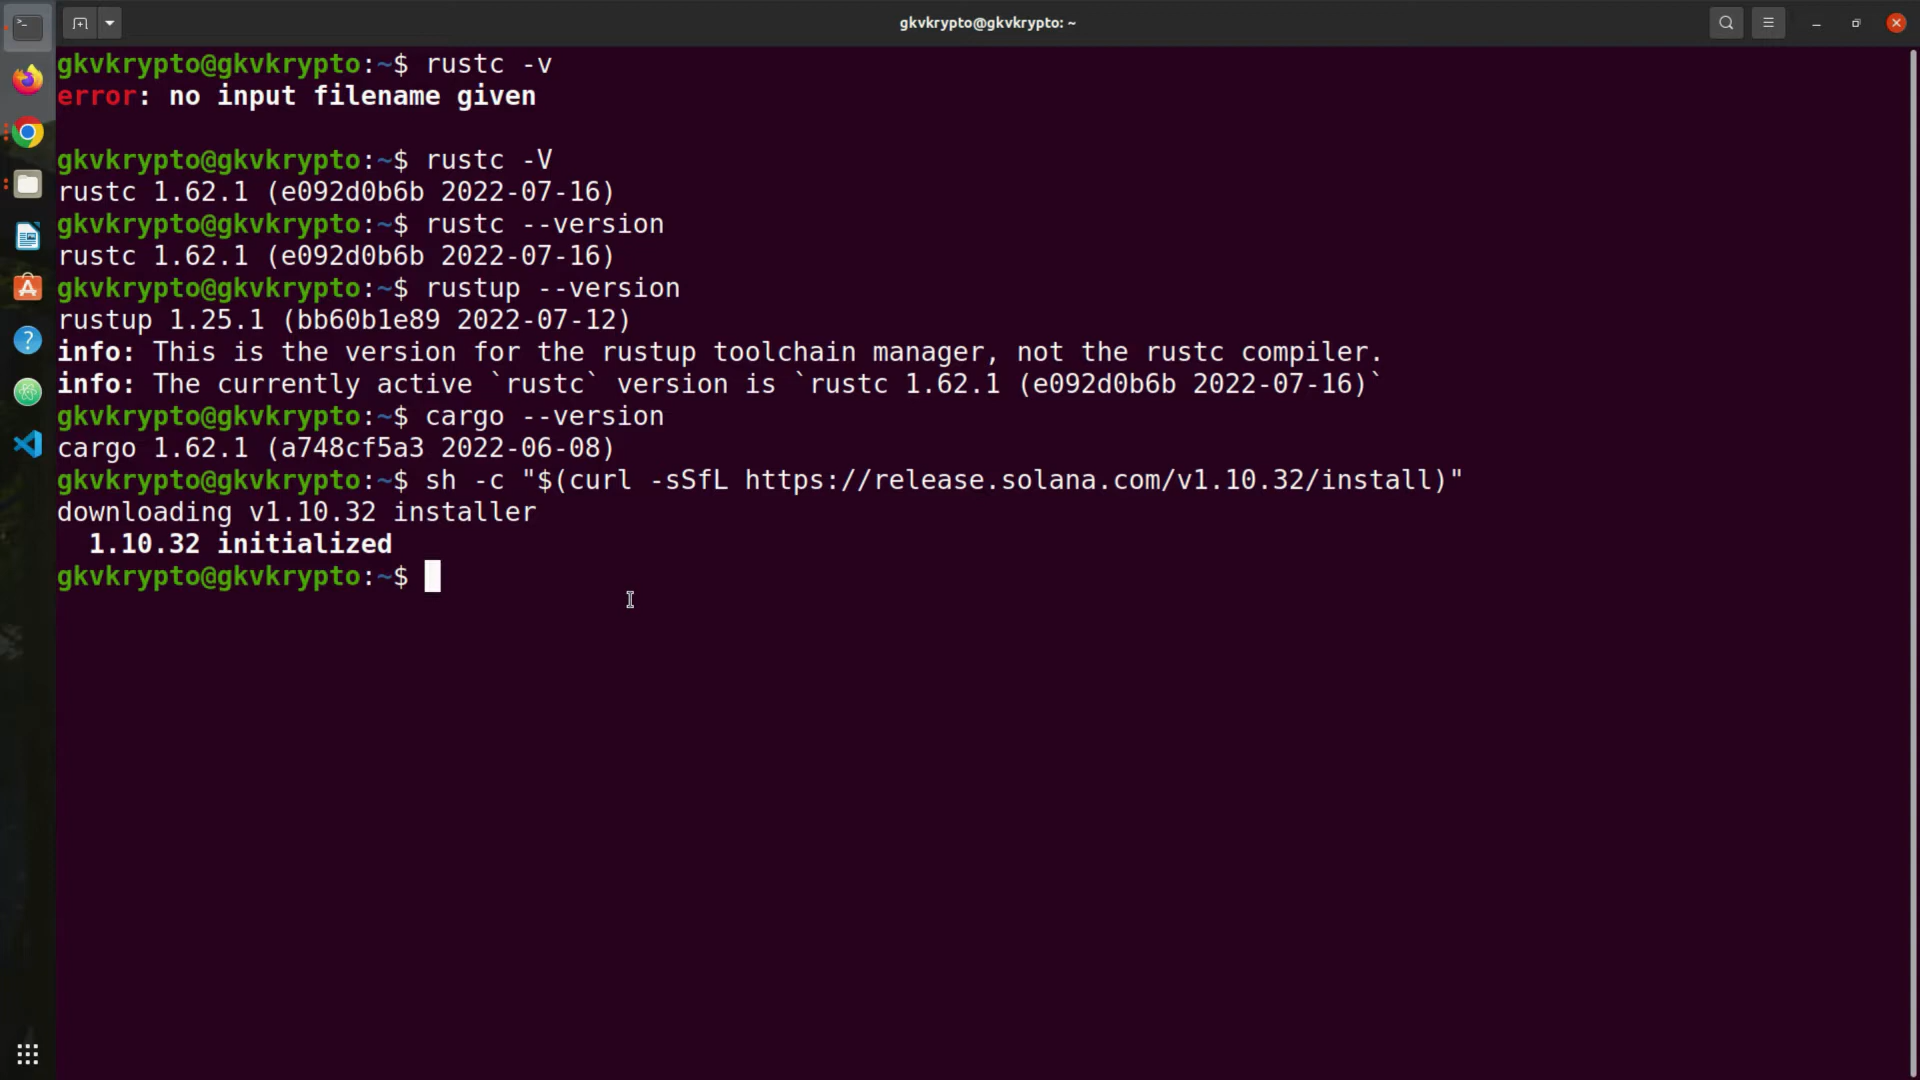 gkvkrypto@gkvkrypto: ~
gkvkrypto@gkvkrypto:~$ rustc -v
error: no input filename given
gkvkrypto@gkvkrypto:~$ rustc -V
rustc 1.62.1 (e092d0b6b 2022-07-16)
gkvkrypto@gkvkrypto:~$ rustc --version
rustc 1.62.1 (e092d0b6b 2022-07-16)
gkvkrypto@gkvkrypto:~$ rustup --version
rustup 1.25.1 (bb60b1e89 2022-07-12)
info: This is the version for the rustup toolchain manager, not the rustc compiler.
info: The currently active `rustc` version is `rustc 1.62.1 (e092d0b6b 2022-07-16)`
gkvkrypto@gkvkrypto:~$ cargo --version
cargo 1.62.1 (a748cf5a3 2022-06-08)
gkvkrypto@gkvkrypto:~$ sh -c "$(curl -sSfL https://release.solana.com/v1.10.32/install)"
downloading v1.10.32 installer
  1.10.32 initialized
gkvkrypto@gkvkrypto:~$